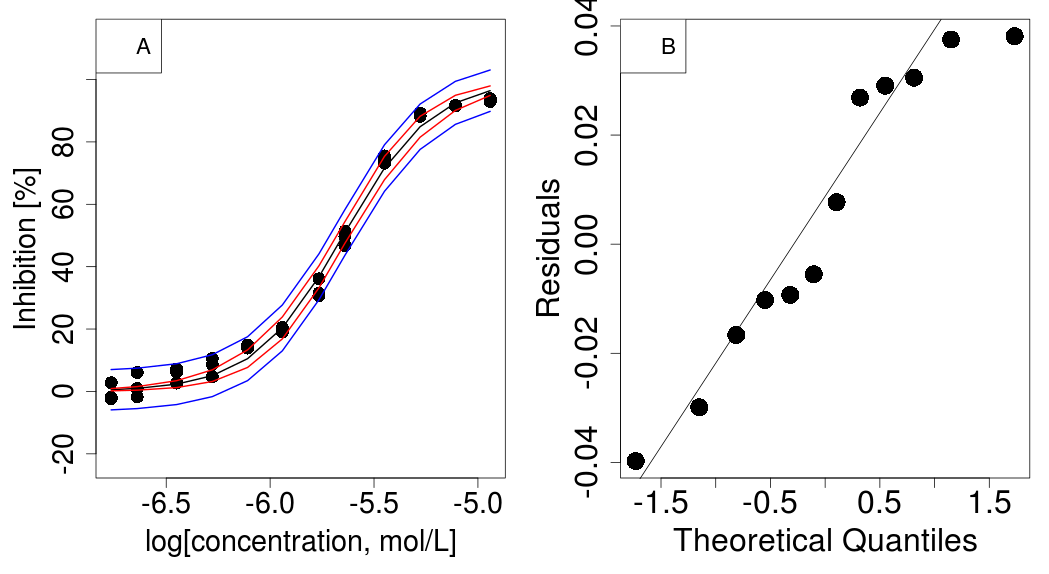 A
Inhibition [%]
80
60
40
20
0
-20
-6.5 -6.0 -5.5 -5.0
log[concentration, mol/L]
B
Residuals
0.04
0.02
0.00
-0.02
-0.04
-1.5 -0.5 0.5 1.5
Theoretical Quantiles